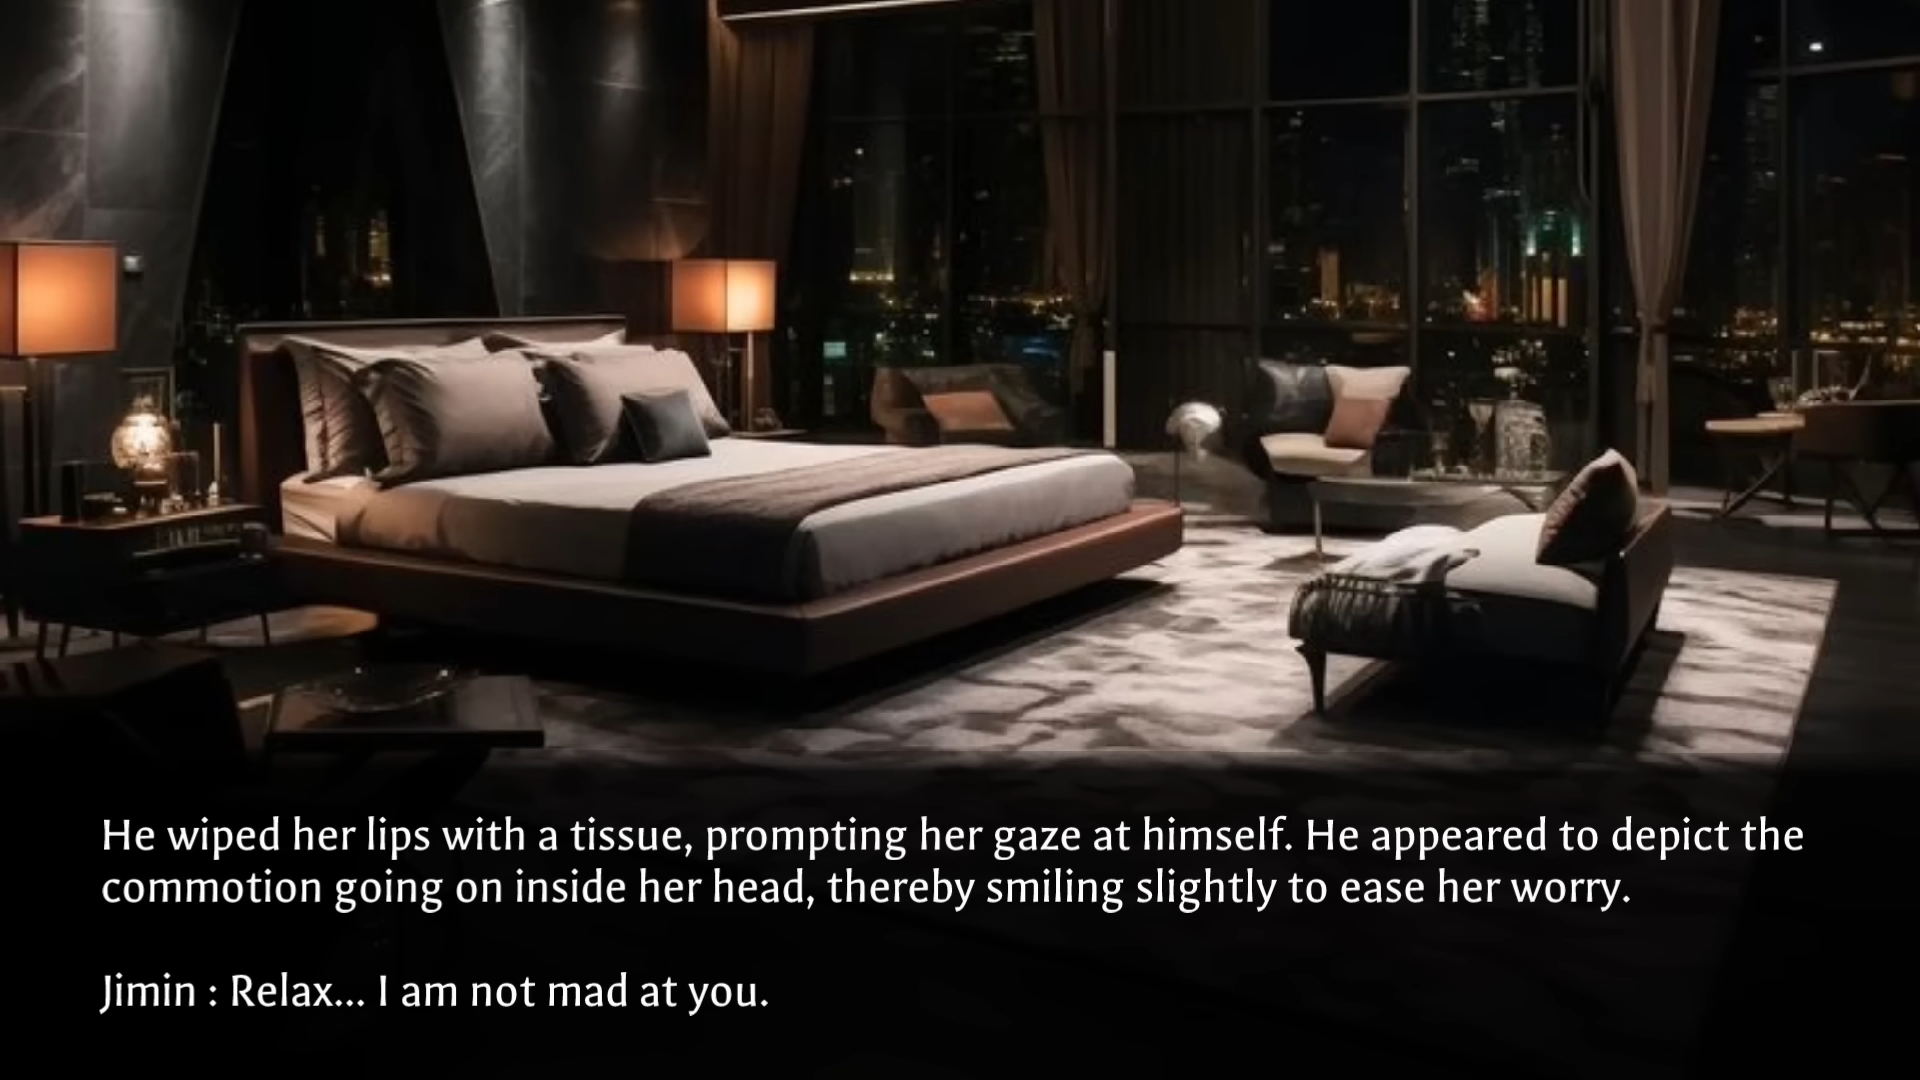 He wiped her lips with a tissue, prompting her gaze at himself. He appeared to depict the
commotion going on inside her head, thereby smiling slightly to ease her worry.
Jimin : Relax... I am not mad at you.